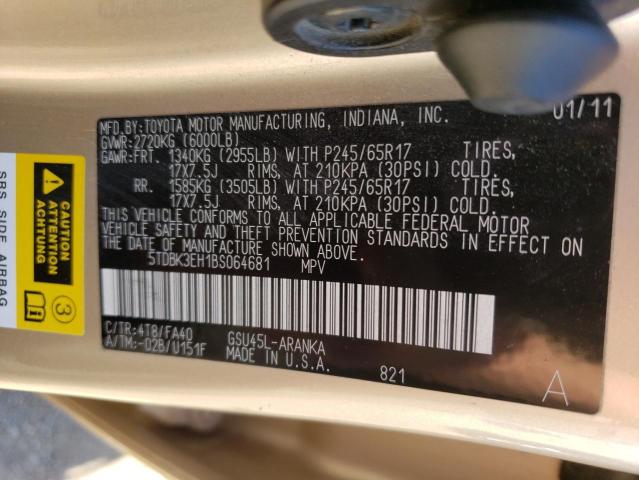 MFD.BY:TOYOTA MOTOR MANUFACTURING, INDIANA, INC. 01/11
GVWR:2720KG (6000LB)
GAWR:FRT. 1340KG (2955LB) WITH P245/65R17 TIRES,
17X7.5J RIMS, AT 210KPA (30PSI) COLD.
RR. 1585KG (3505LB) WITH P245/65R17 TIRES,
17X7.5J RIMS, AT 210KPA (30PSI) COLD.
THIS VEHICLE CONFORMS TO ALL APPLICABLE FEDERAL MOTOR
VEHICLE SAFETY AND THEFT PREVENTION STANDARDS IN EFFECT ON
THE DATE OF MANUFACTURE SHOWN ABOVE.
5TDBK3EH1BS064681 MPV
C/TR:4T8/FA40 GSU45L-ARANKA
A/TM:-02B/U151F MADE IN U.S.A.
821
A
CAUTION
ATTENTION
3
SRS SIDE AIRBAG